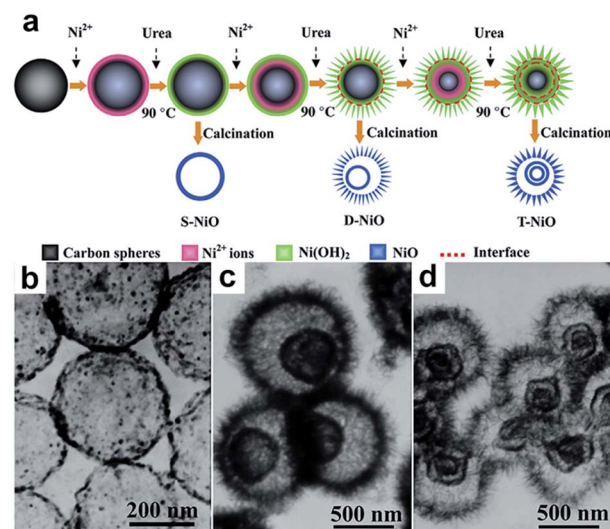 a
Ni²⁺ Urea Ni²⁺ Urea Ni²⁺ Urea
90 °C 90 °C 90 °C
Calcination Calcination Calcination
S-NiO D-NiO T-NiO
Carbon spheres Ni²⁺ ions Ni(OH)₂ NiO Interface
b c d
200 nm 500 nm 500 nm